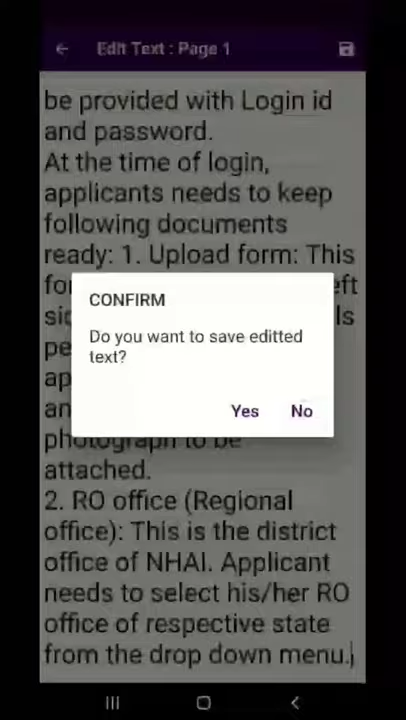 Edit Text : Page 1
be provided with Login id
and password.
At the time of login,
applicants needs to keep
following documents
ready: 1. Upload form: This
CONFIRM
Do you want to save editted
text?
Yes No
photograph to be
attached.
2. RO office (Regional
office): This is the district
office of NHAI. Applicant
needs to select his/her RO
office of respective state
from the drop down menu.